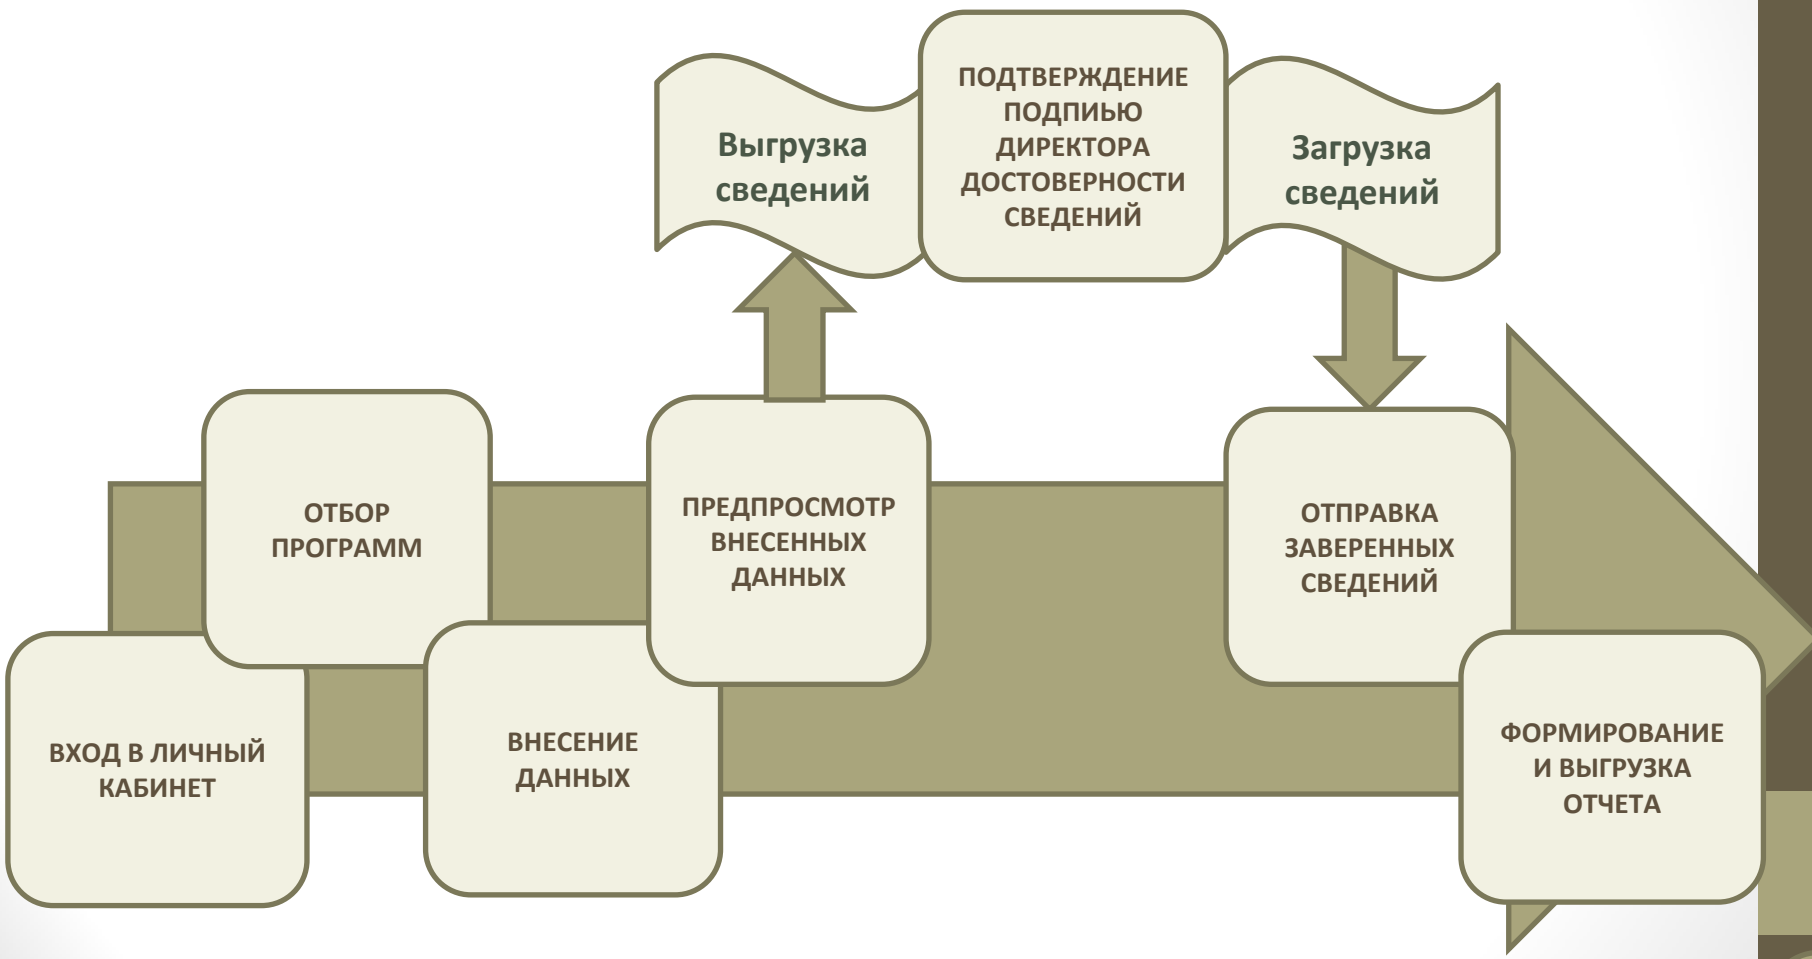 Выгрузка
сведений
ПОДТВЕРЖДЕНИЕ
ПОДПИЬЮ
ДИРЕКТОРА
ДОСТОВЕРНОСТИ
СВЕДЕНИЙ
Загрузка
сведений
ВХОД В ЛИЧНЫЙ
КАБИНЕТ
ОТБОР
ПРОГРАММ
ВНЕСЕНИЕ
ДАННЫХ
ПРЕДПРОСМОТР
ВНЕСЕННЫХ
ДАННЫХ
ОТПРАВКА
ЗАВЕРЕННЫХ
СВЕДЕНИЙ
ФОРМИРОВАНИЕ
И ВЫГРУЗКА
ОТЧЕТА